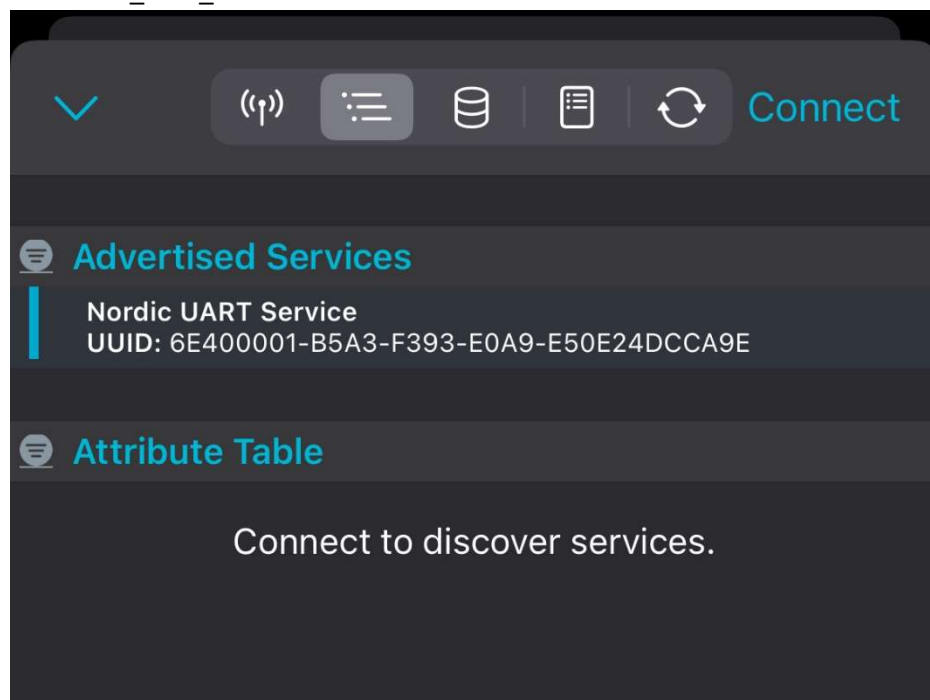 Connect
Advertised Services
Nordic UART Service
UUID: 6E400001-B5A3-F393-E0A9-E50E24DCCA9E
Attribute Table
Connect to discover services.